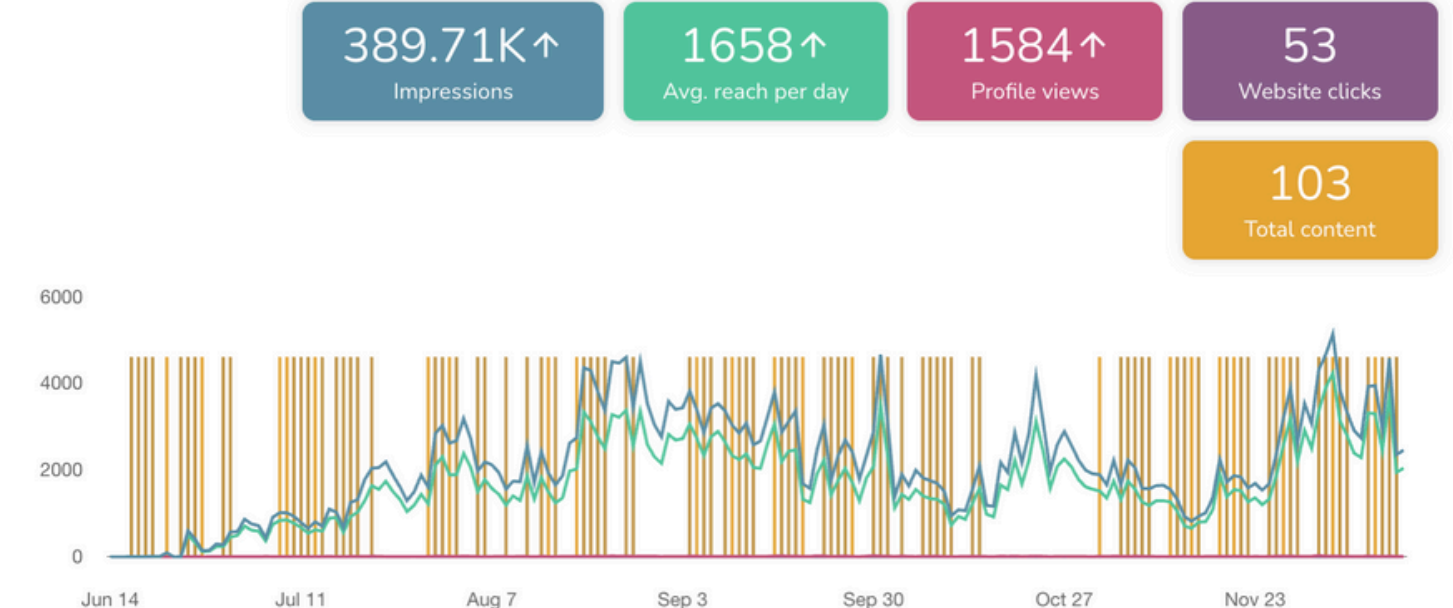 389.71K↑
Impressions
1658↑
Avg. reach per day
1584↑
Profile views
53
Website clicks
103
Total content
6000
4000
2000
0
Jun 14 Jul 11 Aug 7 Sep 3 Sep 30 Oct 27 Nov 23